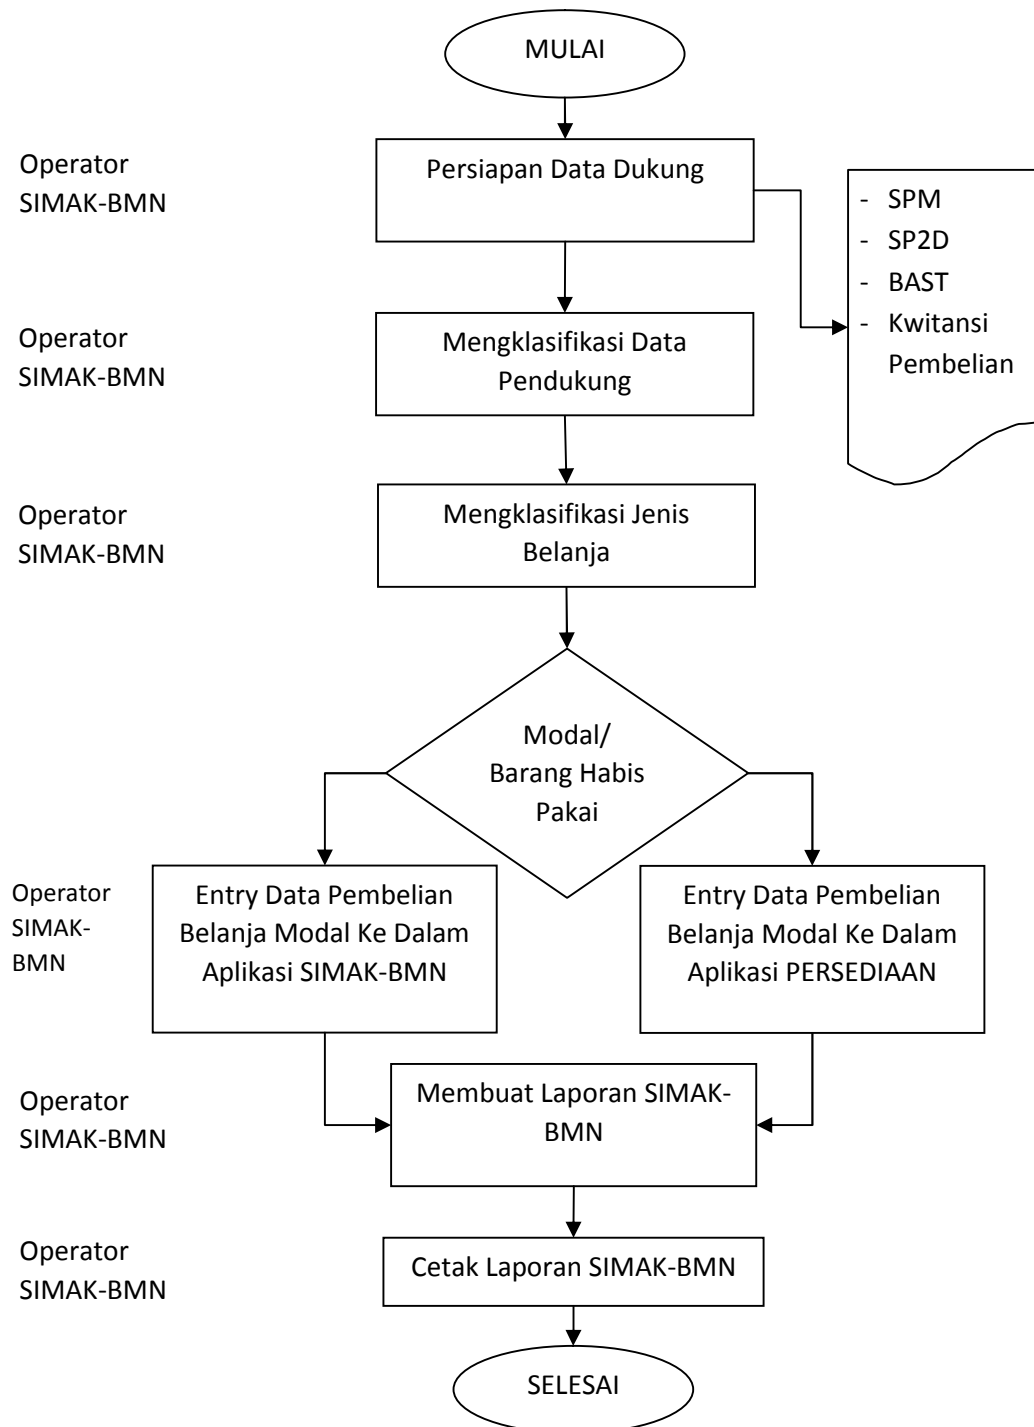 MULAI
Operator
SIMAK-BMN
Persiapan Data Dukung
- SPM
- SP2D
- BAST
- Kwitansi
Pembelian
Operator
SIMAK-BMN
Mengklasifikasi Data
Pendukung
Operator
SIMAK-BMN
Mengklasifikasi Jenis
Belanja
Modal/
Barang Habis
Pakai
Operator
SIMAK-
BMN
Entry Data Pembelian
Belanja Modal Ke Dalam
Aplikasi SIMAK-BMN
Entry Data Pembelian
Belanja Modal Ke Dalam
Aplikasi PERSEDIAAN
Operator
SIMAK-BMN
Membuat Laporan SIMAK-
BMN
Operator
SIMAK-BMN
Cetak Laporan SIMAK-BMN
SELESAI